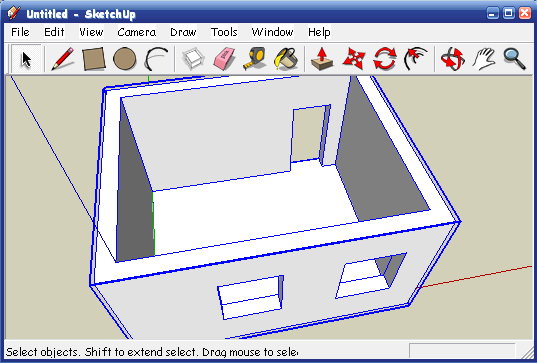 Untitled - SketchUp
File Edit View Camera Draw Tools Window Help
Select objects. Shift to extend select. Drag mouse to sele